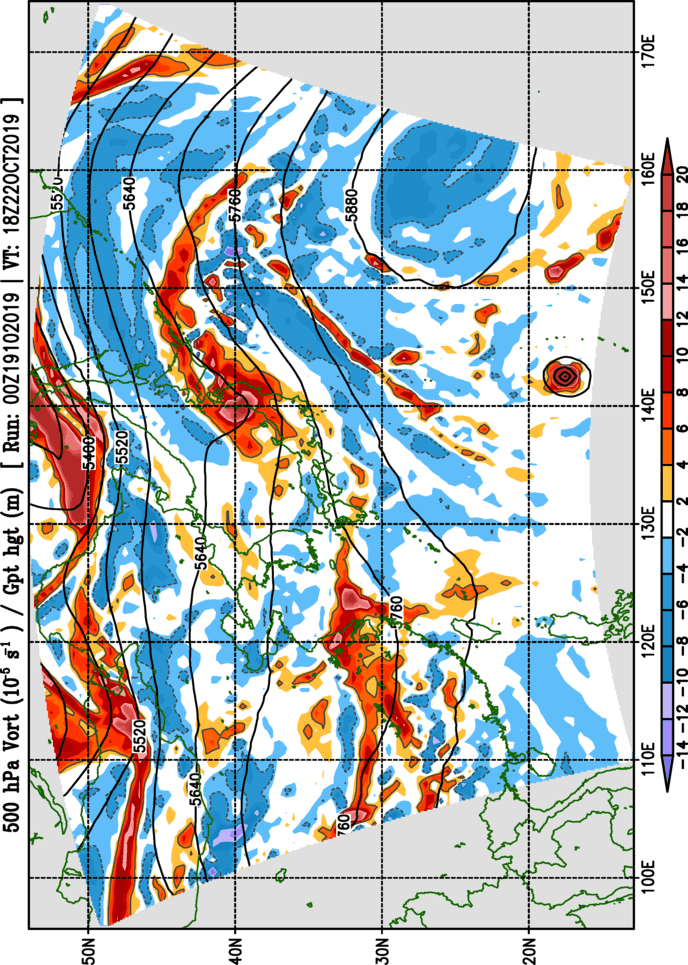 500 hPa Vort (10⁻⁵ s⁻¹) / Gpt hgt (m) [ Run: 00Z19102019 | VT: 18Z22OCT2019 ]
50N
40N
30N
20N
5520
5640
760
5640
5760
5400
5520
5520
5640
5760
5880
100E
110E
120E
130E
140E
150E
160E
170E
−14 −12 −10 −8 −6 −4 −2 2 4 6 8 10 12 14 16 18 20